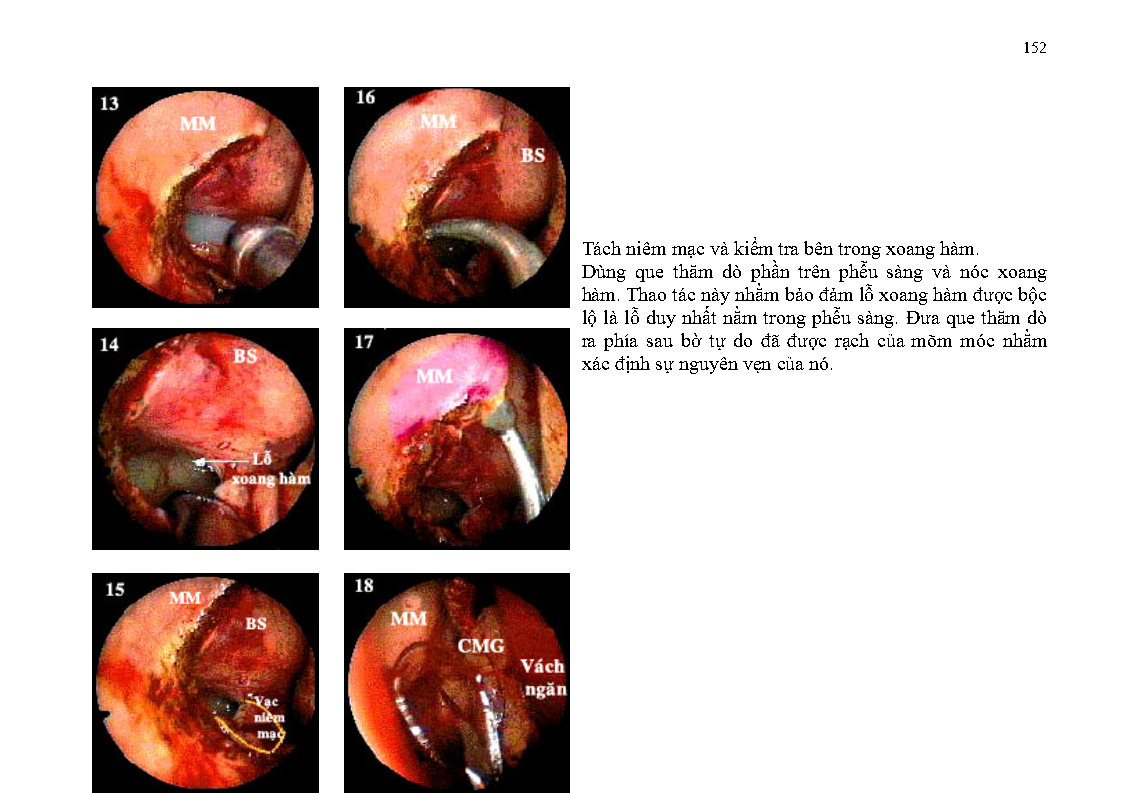 152
13
MM
16
MM
BS
Tách niêm mạc và kiểm tra bên trong xoang hàm.
Dùng que thăm dò phần trên phễu sàng và nóc xoang
hàm. Thao tác này nhằm bảo đảm lỗ xoang hàm được bộc
lộ là lỗ duy nhất nằm trong phễu sàng. Đưa que thăm dò
ra phía sau bờ tự do đã được rạch của mõm móc nhằm
xác định sự nguyên vẹn của nó.
14
BS
Lỗ
xoang hàm
17
MM
15
MM
BS
Vạc
niêm
mạc
18
MM
CMG
Vách
ngăn